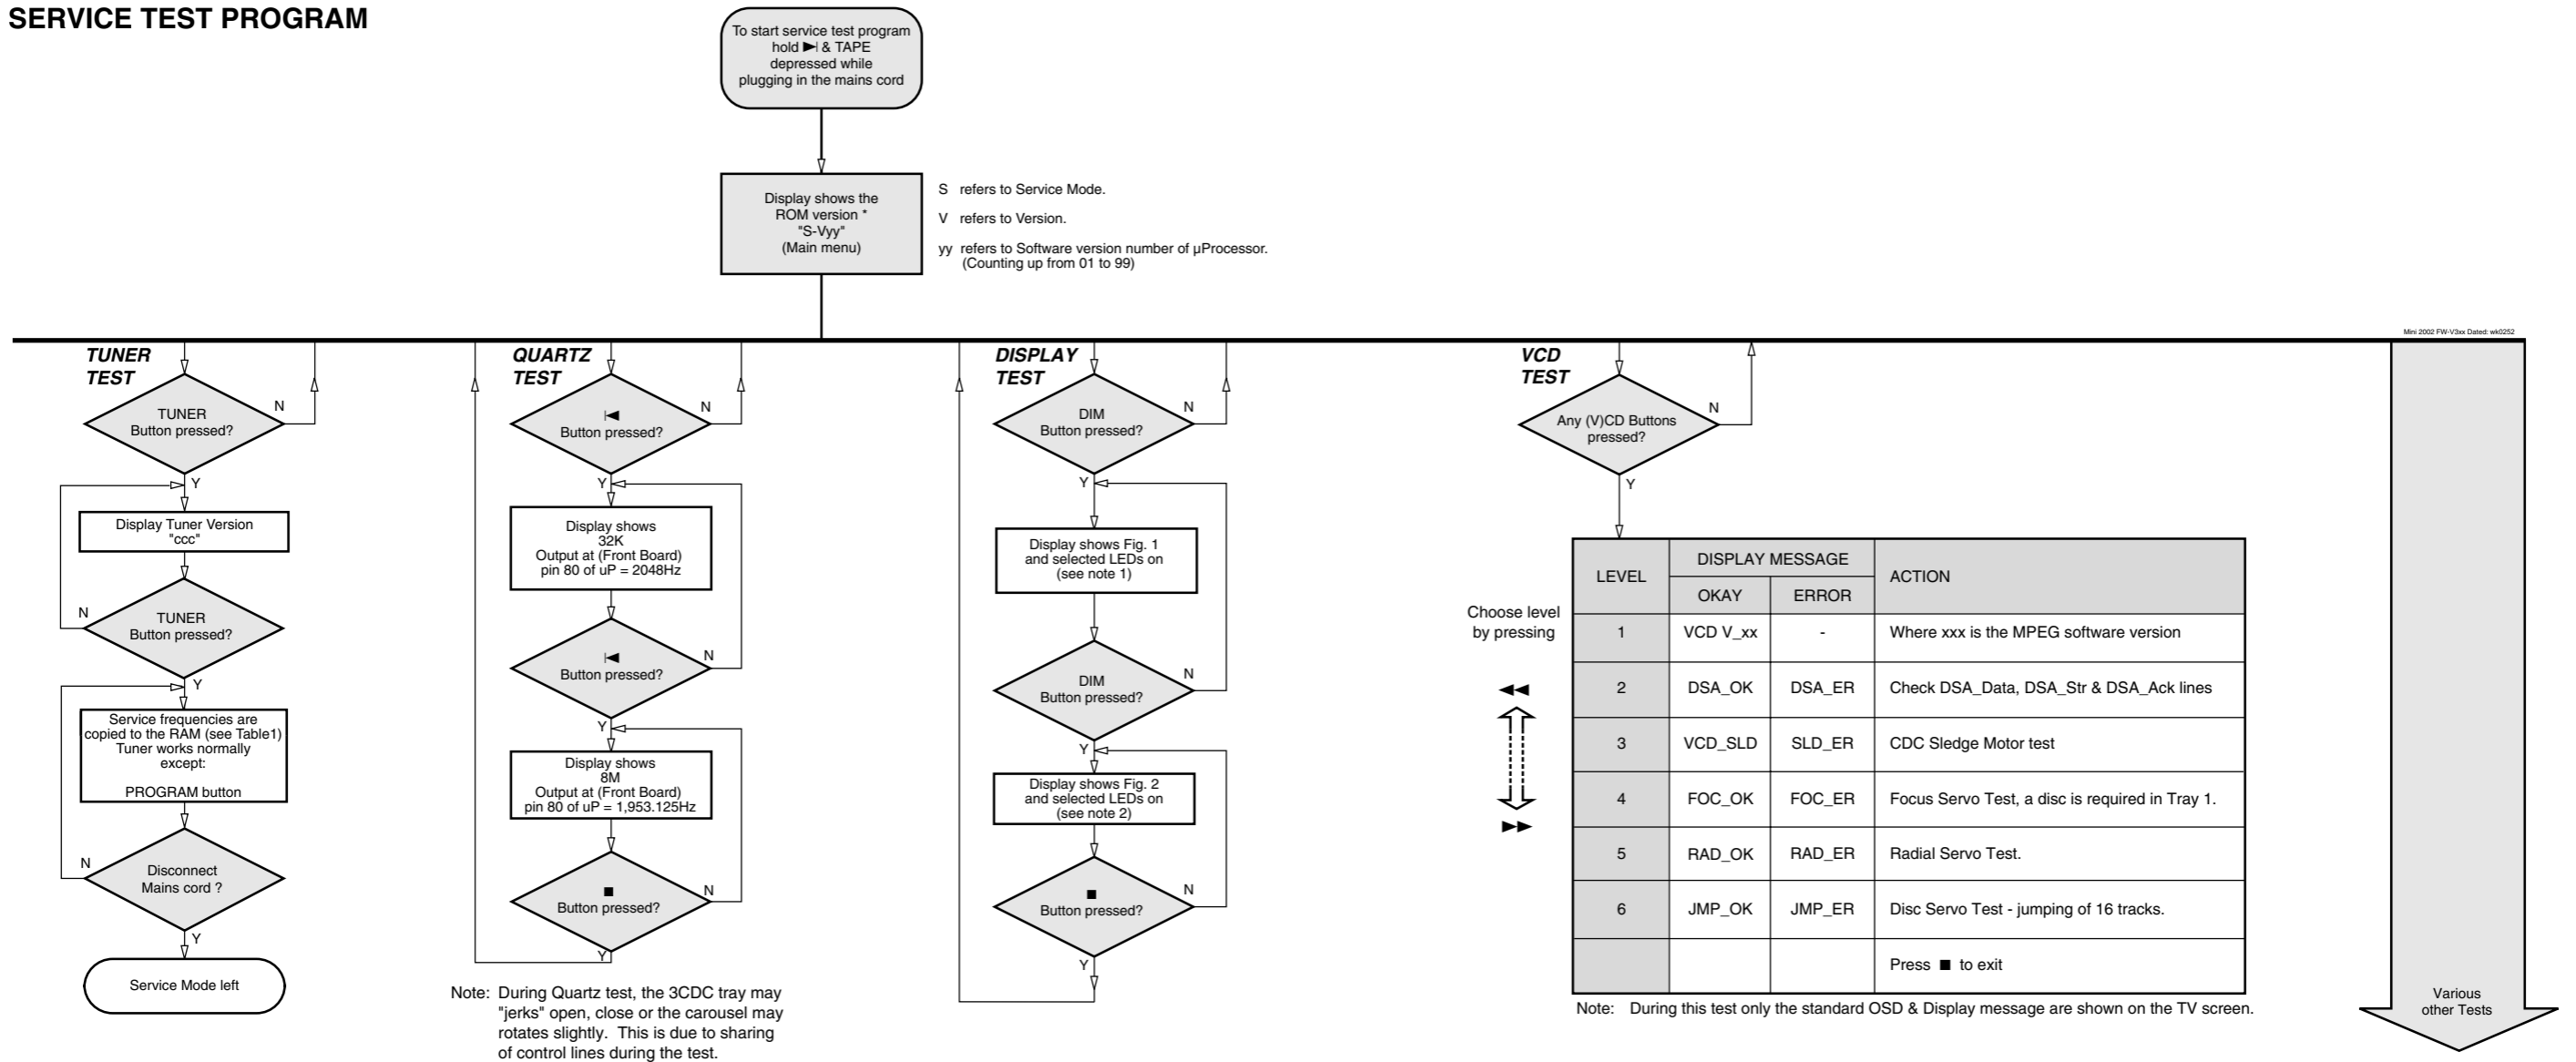 SERVICE TEST PROGRAM
To start service test program
hold ►| & TAPE
depressed while
plugging in the mains cord
Display shows the
ROM version *
"S-Vyy"
(Main menu)
S refers to Service Mode.
V refers to Version.
yy refers to Software version number of µProcessor.
(Counting up from 01 to 99)
Mini 2002 FW-V3xx Dated: wk0252
TUNER
TEST
TUNER
Button pressed?
N
Y
Display Tuner Version
"ccc"
TUNER
Button pressed?
N
Y
Service frequencies are
copied to the RAM (see Table1)
Tuner works normally
except:
PROGRAM button
Disconnect
Mains cord ?
N
Y
Service Mode left
QUARTZ
TEST
|◄
Button pressed?
N
Y
Display shows
32K
Output at (Front Board)
pin 80 of uP = 2048Hz
|◄
Button pressed?
N
Y
Display shows
8M
Output at (Front Board)
pin 80 of uP = 1,953.125Hz
■
Button pressed?
N
Y
Note: During Quartz test, the 3CDC tray may
"jerks" open, close or the carousel may
rotates slightly. This is due to sharing
of control lines during the test.
DISPLAY
TEST
DIM
Button pressed?
N
Y
Display shows Fig. 1
and selected LEDs on
(see note 1)
DIM
Button pressed?
N
Y
Display shows Fig. 2
and selected LEDs on
(see note 2)
■
Button pressed?
N
Y
VCD
TEST
Any (V)CD Buttons
pressed?
N
Y
Choose level
by pressing
◄◄
►►
LEVEL DISPLAY MESSAGE ACTION
OKAY ERROR
1 VCD V_xx - Where xxx is the MPEG software version
2 DSA_OK DSA_ER Check DSA_Data, DSA_Str & DSA_Ack lines
3 VCD_SLD SLD_ER CDC Sledge Motor test
4 FOC_OK FOC_ER Focus Servo Test, a disc is required in Tray 1.
5 RAD_OK RAD_ER Radial Servo Test.
6 JMP_OK JMP_ER Disc Servo Test - jumping of 16 tracks.
Press ■ to exit
Note: During this test only the standard OSD & Display message are shown on the TV screen.
Various
other Tests